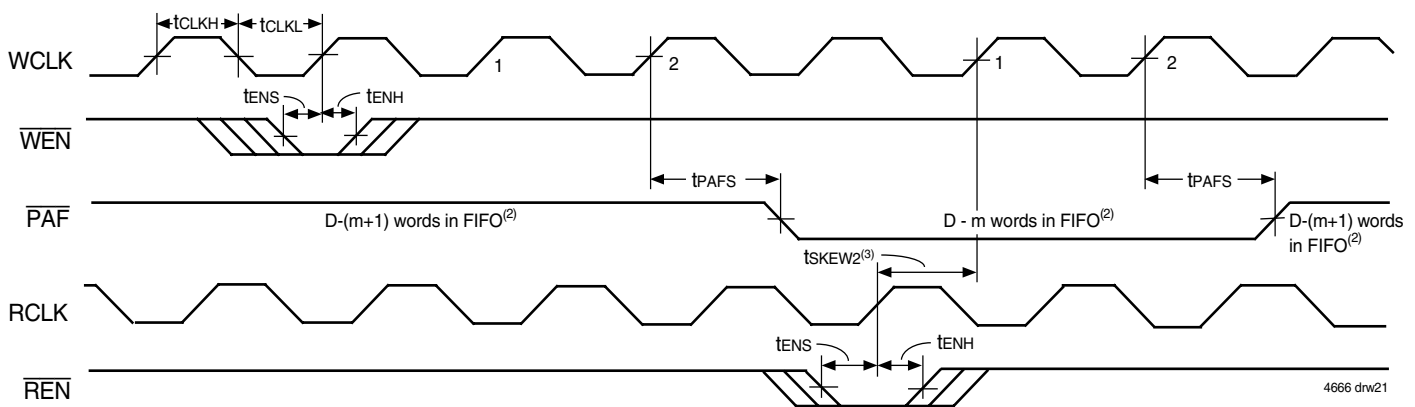 tCLKH tCLKL
WCLK 1 2 1 2
tENS tENH
WEN
tPAFS tPAFS
PAF D-(m+1) words in FIFO(2) D - m words in FIFO(2) D-(m+1) words
in FIFO(2)
tSKEW2(3)
RCLK
tENS tENH
REN 4666 drw21